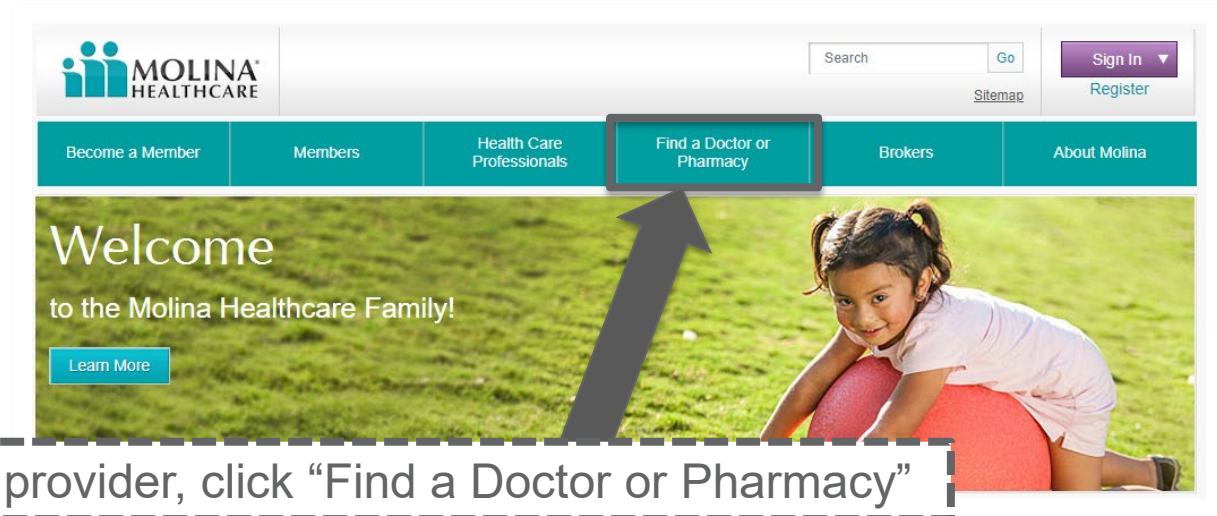 MOLINA®
HEALTHCARE
Search
Go
Sitemap
Sign In
Register
Become a Member
Members
Health Care
Professionals
Find a Doctor or
Pharmacy
Brokers
About Molina
Welcome
to the Molina Healthcare Family!
Learn More
provider, click “Find a Doctor or Pharmacy”